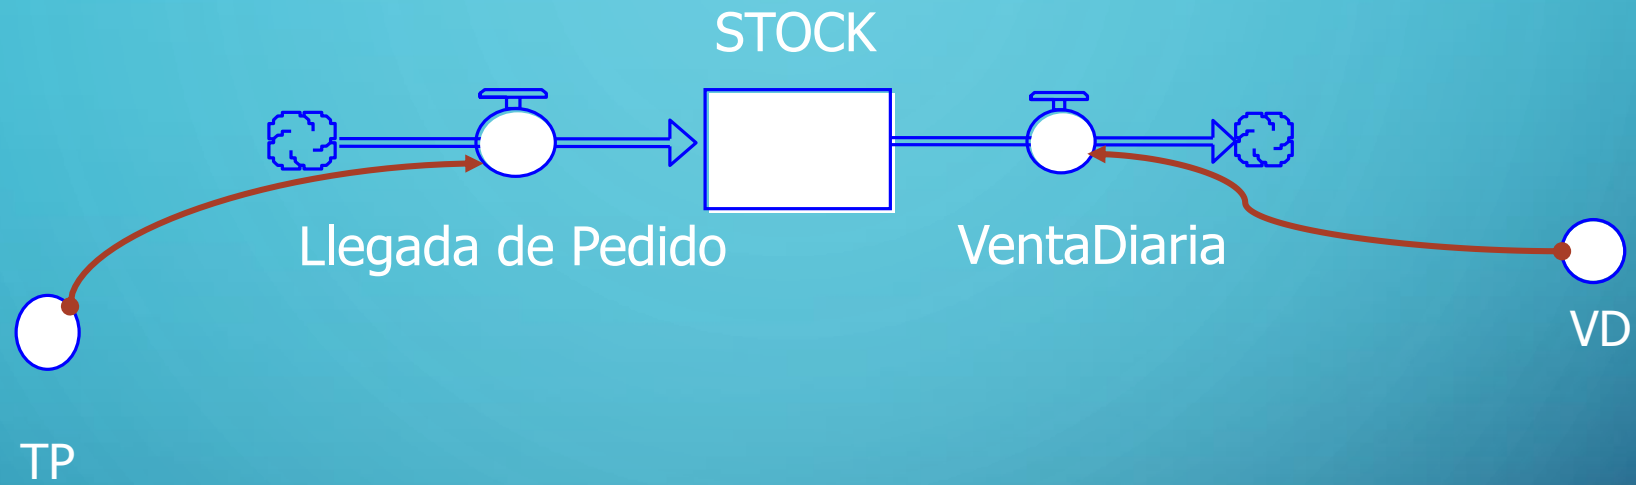 STOCK
Llegada de Pedido
VentaDiaria
VD
TP